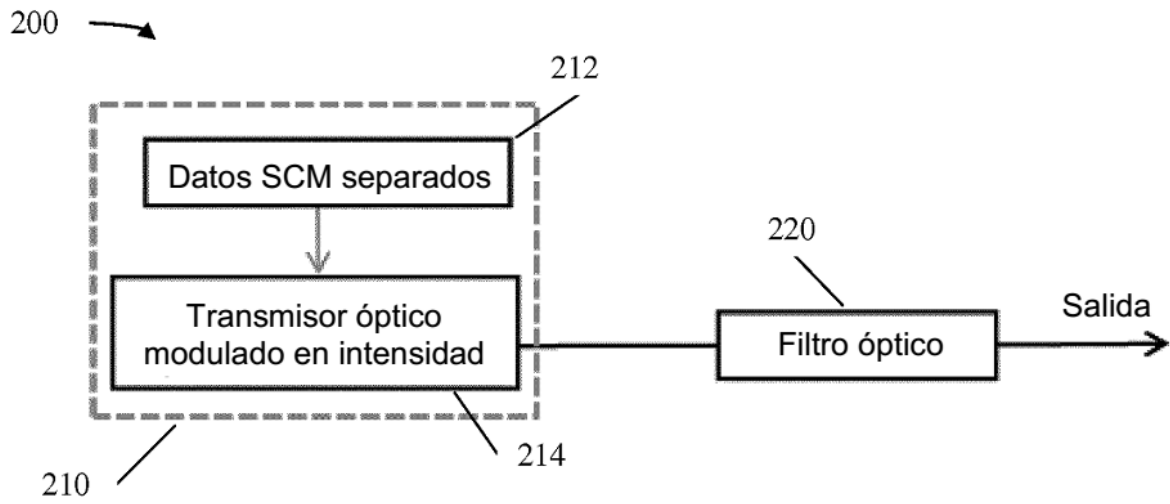 200
212
Datos SCM separados
220
Transmisor óptico
modulado en intensidad
Filtro óptico
Salida
214
210